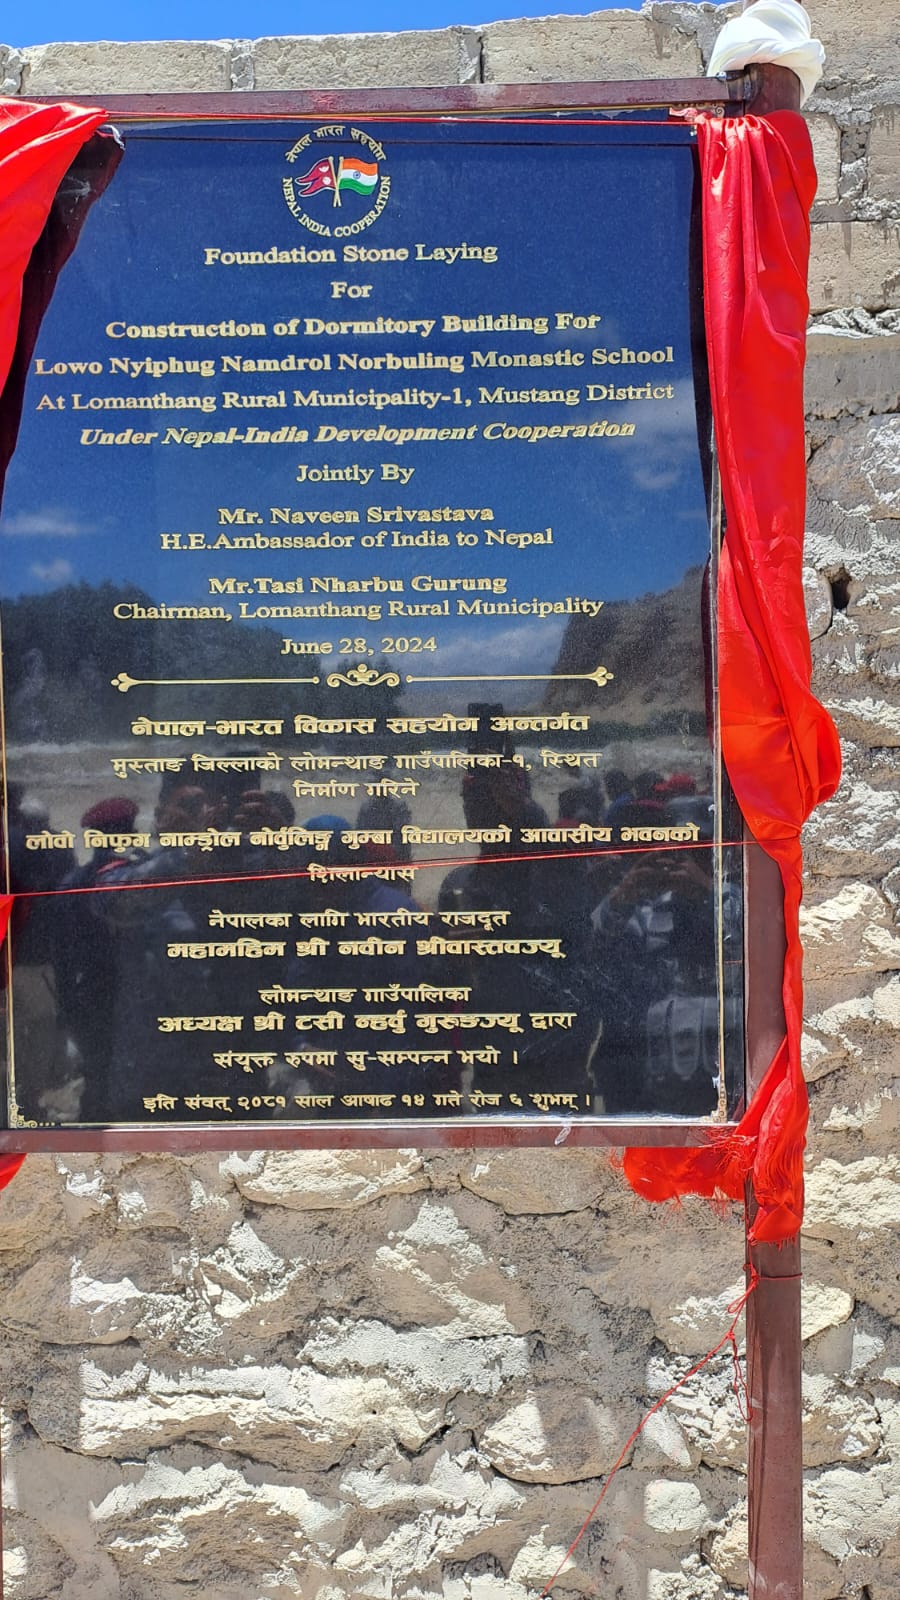 नेपाल भारत सहयोग
NEPAL INDIA COOPERATION
Foundation Stone Laying
For
Construction of Dormitory Building For
Lowo Nyiphug Namdrol Norbuling Monastic School
At Lomanthang Rural Municipality-1, Mustang District
Under Nepal-India Development Cooperation
Jointly By
Mr. Naveen Srivastava
H.E.Ambassador of India to Nepal
Mr.Tasi Nharbu Gurung
Chairman, Lomanthang Rural Municipality
June 28, 2024
नेपाल-भारत विकास सहयोग अन्तर्गत
मुस्ताङ जिल्लाको लोमन्थाङ गाउँपालिका-१, स्थित
निर्माण गरिने
लोवो निफुग नाम्ड्रोल नोर्वुलिङ्ग गुम्बा विद्यालयको आवासीय भवनको
शिलान्यास
नेपालका लागि भारतीय राजदूत
महामहिम श्री नवीन श्रीवास्तवज्यू
लोमन्थाङ गाउँपालिका
अध्यक्ष श्री टसी न्हर्वु गुरुङज्यू द्वारा
संयूक्त रुपमा सु-सम्पन्न भयो ।
इति संवत् २०८१ साल आषाढ १४ गते रोज ६ शुभम् ।